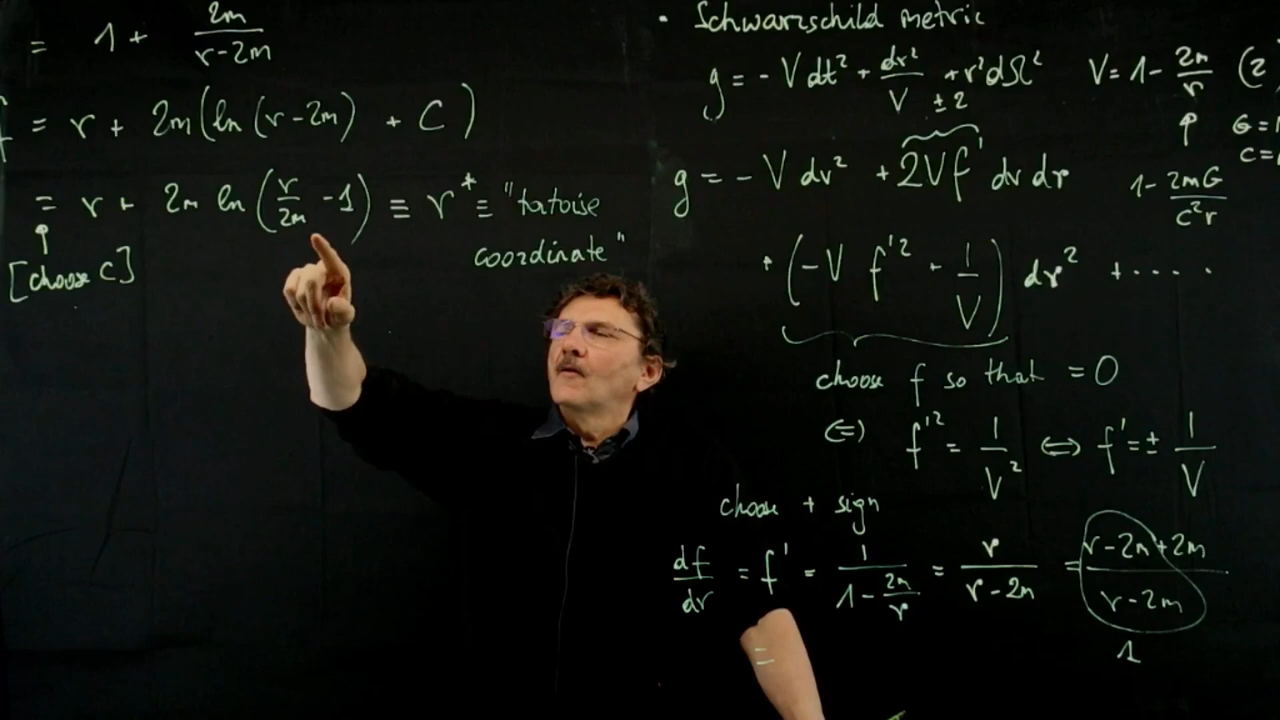 = 1 + 2m / (r-2m)
f = r + 2m(ln(r-2m) + C)
= r + 2m ln(r/2m - 1) ≡ r* ≡ "tortoise
coordinate"
↑
[choose C]
• Schwarzschild metric
g = - V dt² + dr²/V + r²dΩ² V = 1 - 2m/r (2
± 2 ↑ G=1
c=
g = - V dv² + 2Vf' dv dr 1 - 2mG/c²r
+ (-V f'² + 1/V) dr² + .....
choose f so that = 0
⇔ f'² = 1/V² ⇔ f' = ± 1/V
choose + sign
df/dr = f' = 1/(1 - 2m/r) = r/(r-2m) = (r-2m+2m)/(r-2m)
= 1